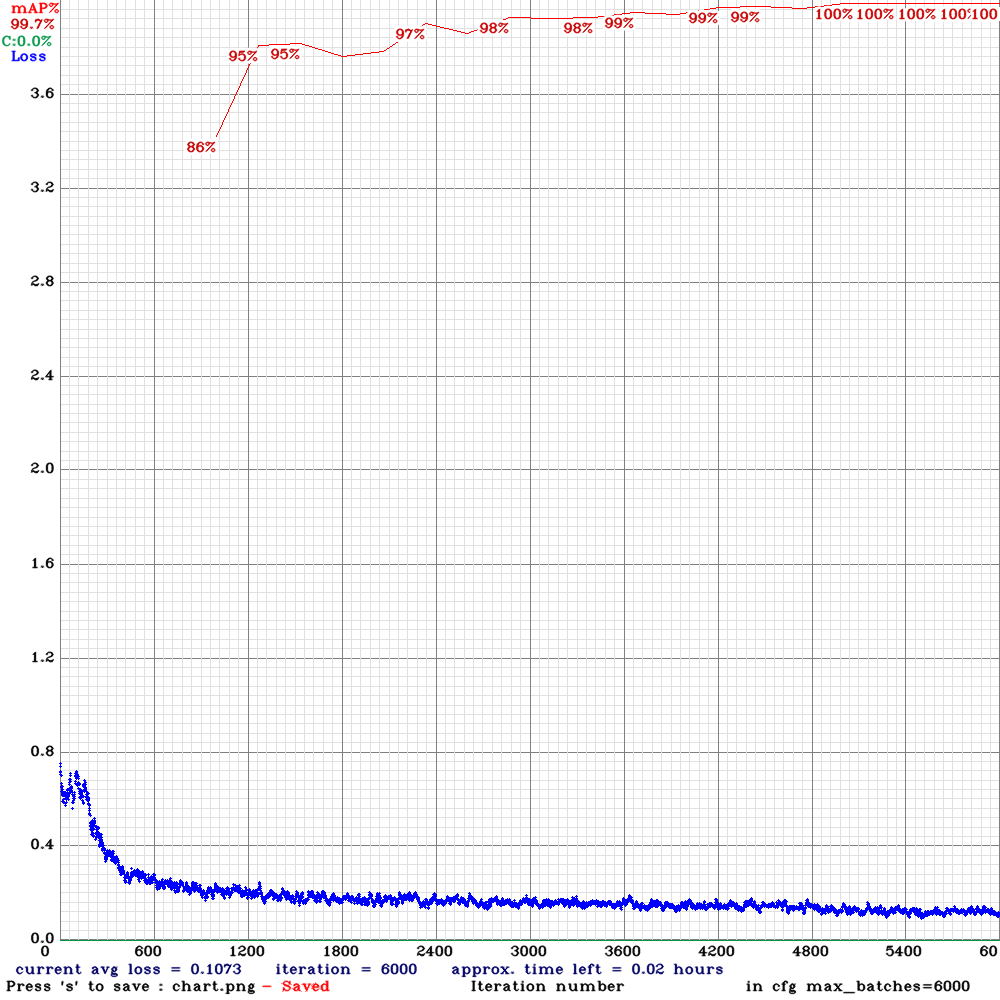 mAP%
99.7%
C:0.0%
Loss
100% 100% 100% 100100
99% 99%
98% 99%
98%
97%
95% 95%
86%
3.6
3.2
2.8
2.4
2.0
1.6
1.2
0.8
0.4
0.0
0 600 1200 1800 2400 3000 3600 4200 4800 5400 60
current avg loss = 0.1073 iteration = 6000 approx. time left = 0.02 hours
Press 's' to save : chart.png - Saved Iteration number in cfg max_batches=6000